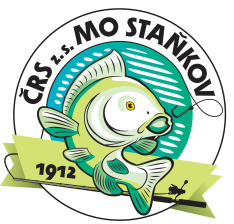 ČRS z.s. MO STAŇKOV
1912